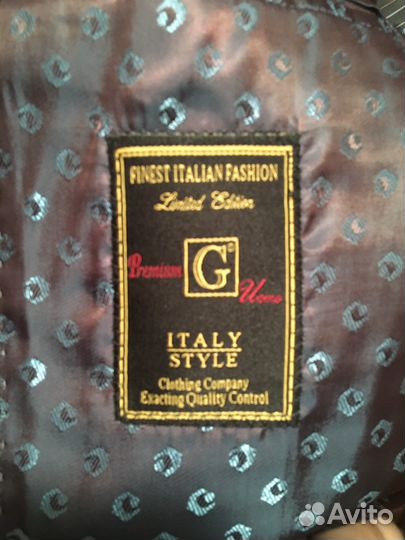 FINEST ITALIAN FASHION
Limited Edition
Premium G Uomo
ITALY
STYLE
Clothing Company
Exacting Quality Control
Avito